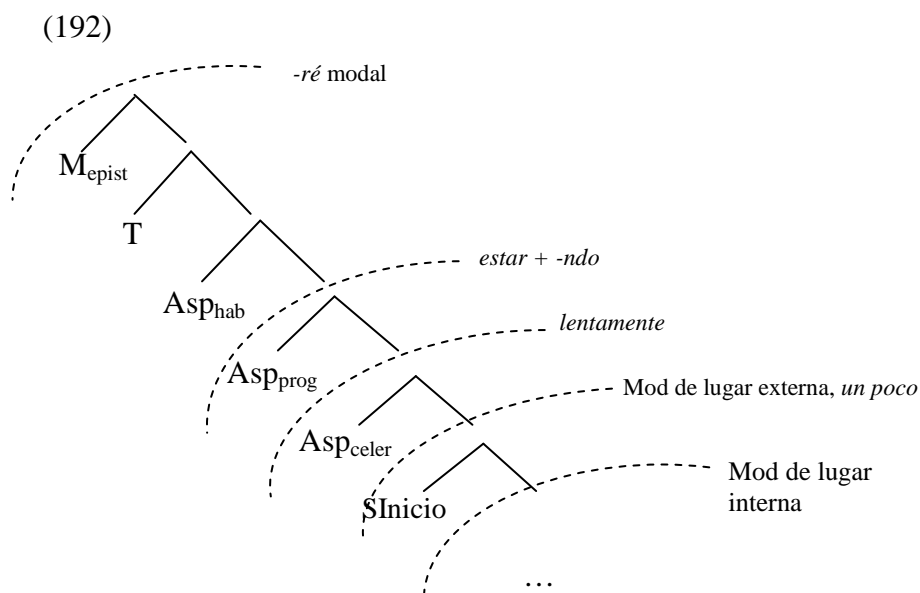 (192)
-ré modal
M_epist
T
estar + -ndo
Asp_hab
lentamente
Asp_prog
Mod de lugar externa, un poco
Asp_celer
Mod de lugar
interna
SInicio
…